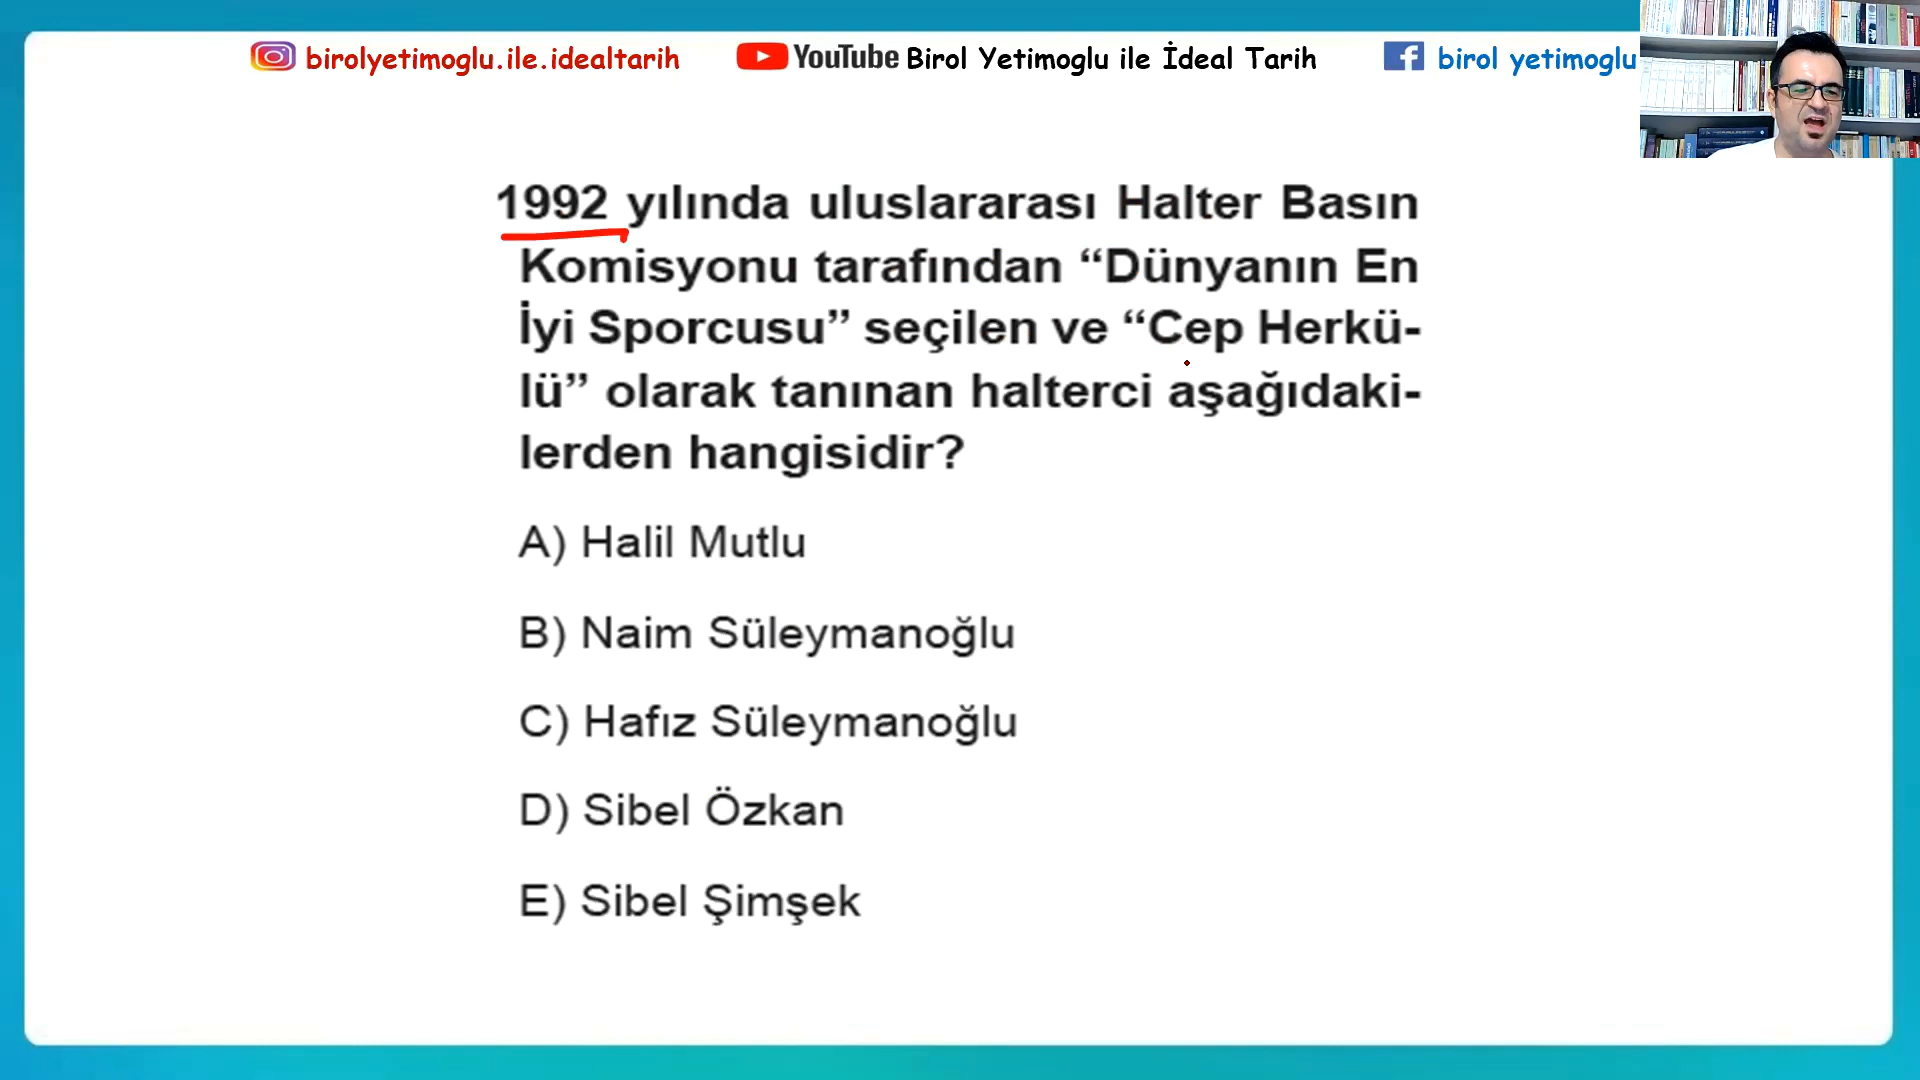 birolyetimoglu.ile.idealtarih YouTube Birol Yetimoglu ile İdeal Tarih birol yetimoglu
1992 yılında uluslararası Halter Basın
Komisyonu tarafından “Dünyanın En
İyi Sporcusu” seçilen ve “Cep Herkü-
lü” olarak tanınan halterci aşağıdaki-
lerden hangisidir?
A) Halil Mutlu
B) Naim Süleymanoğlu
C) Hafız Süleymanoğlu
D) Sibel Özkan
E) Sibel Şimşek